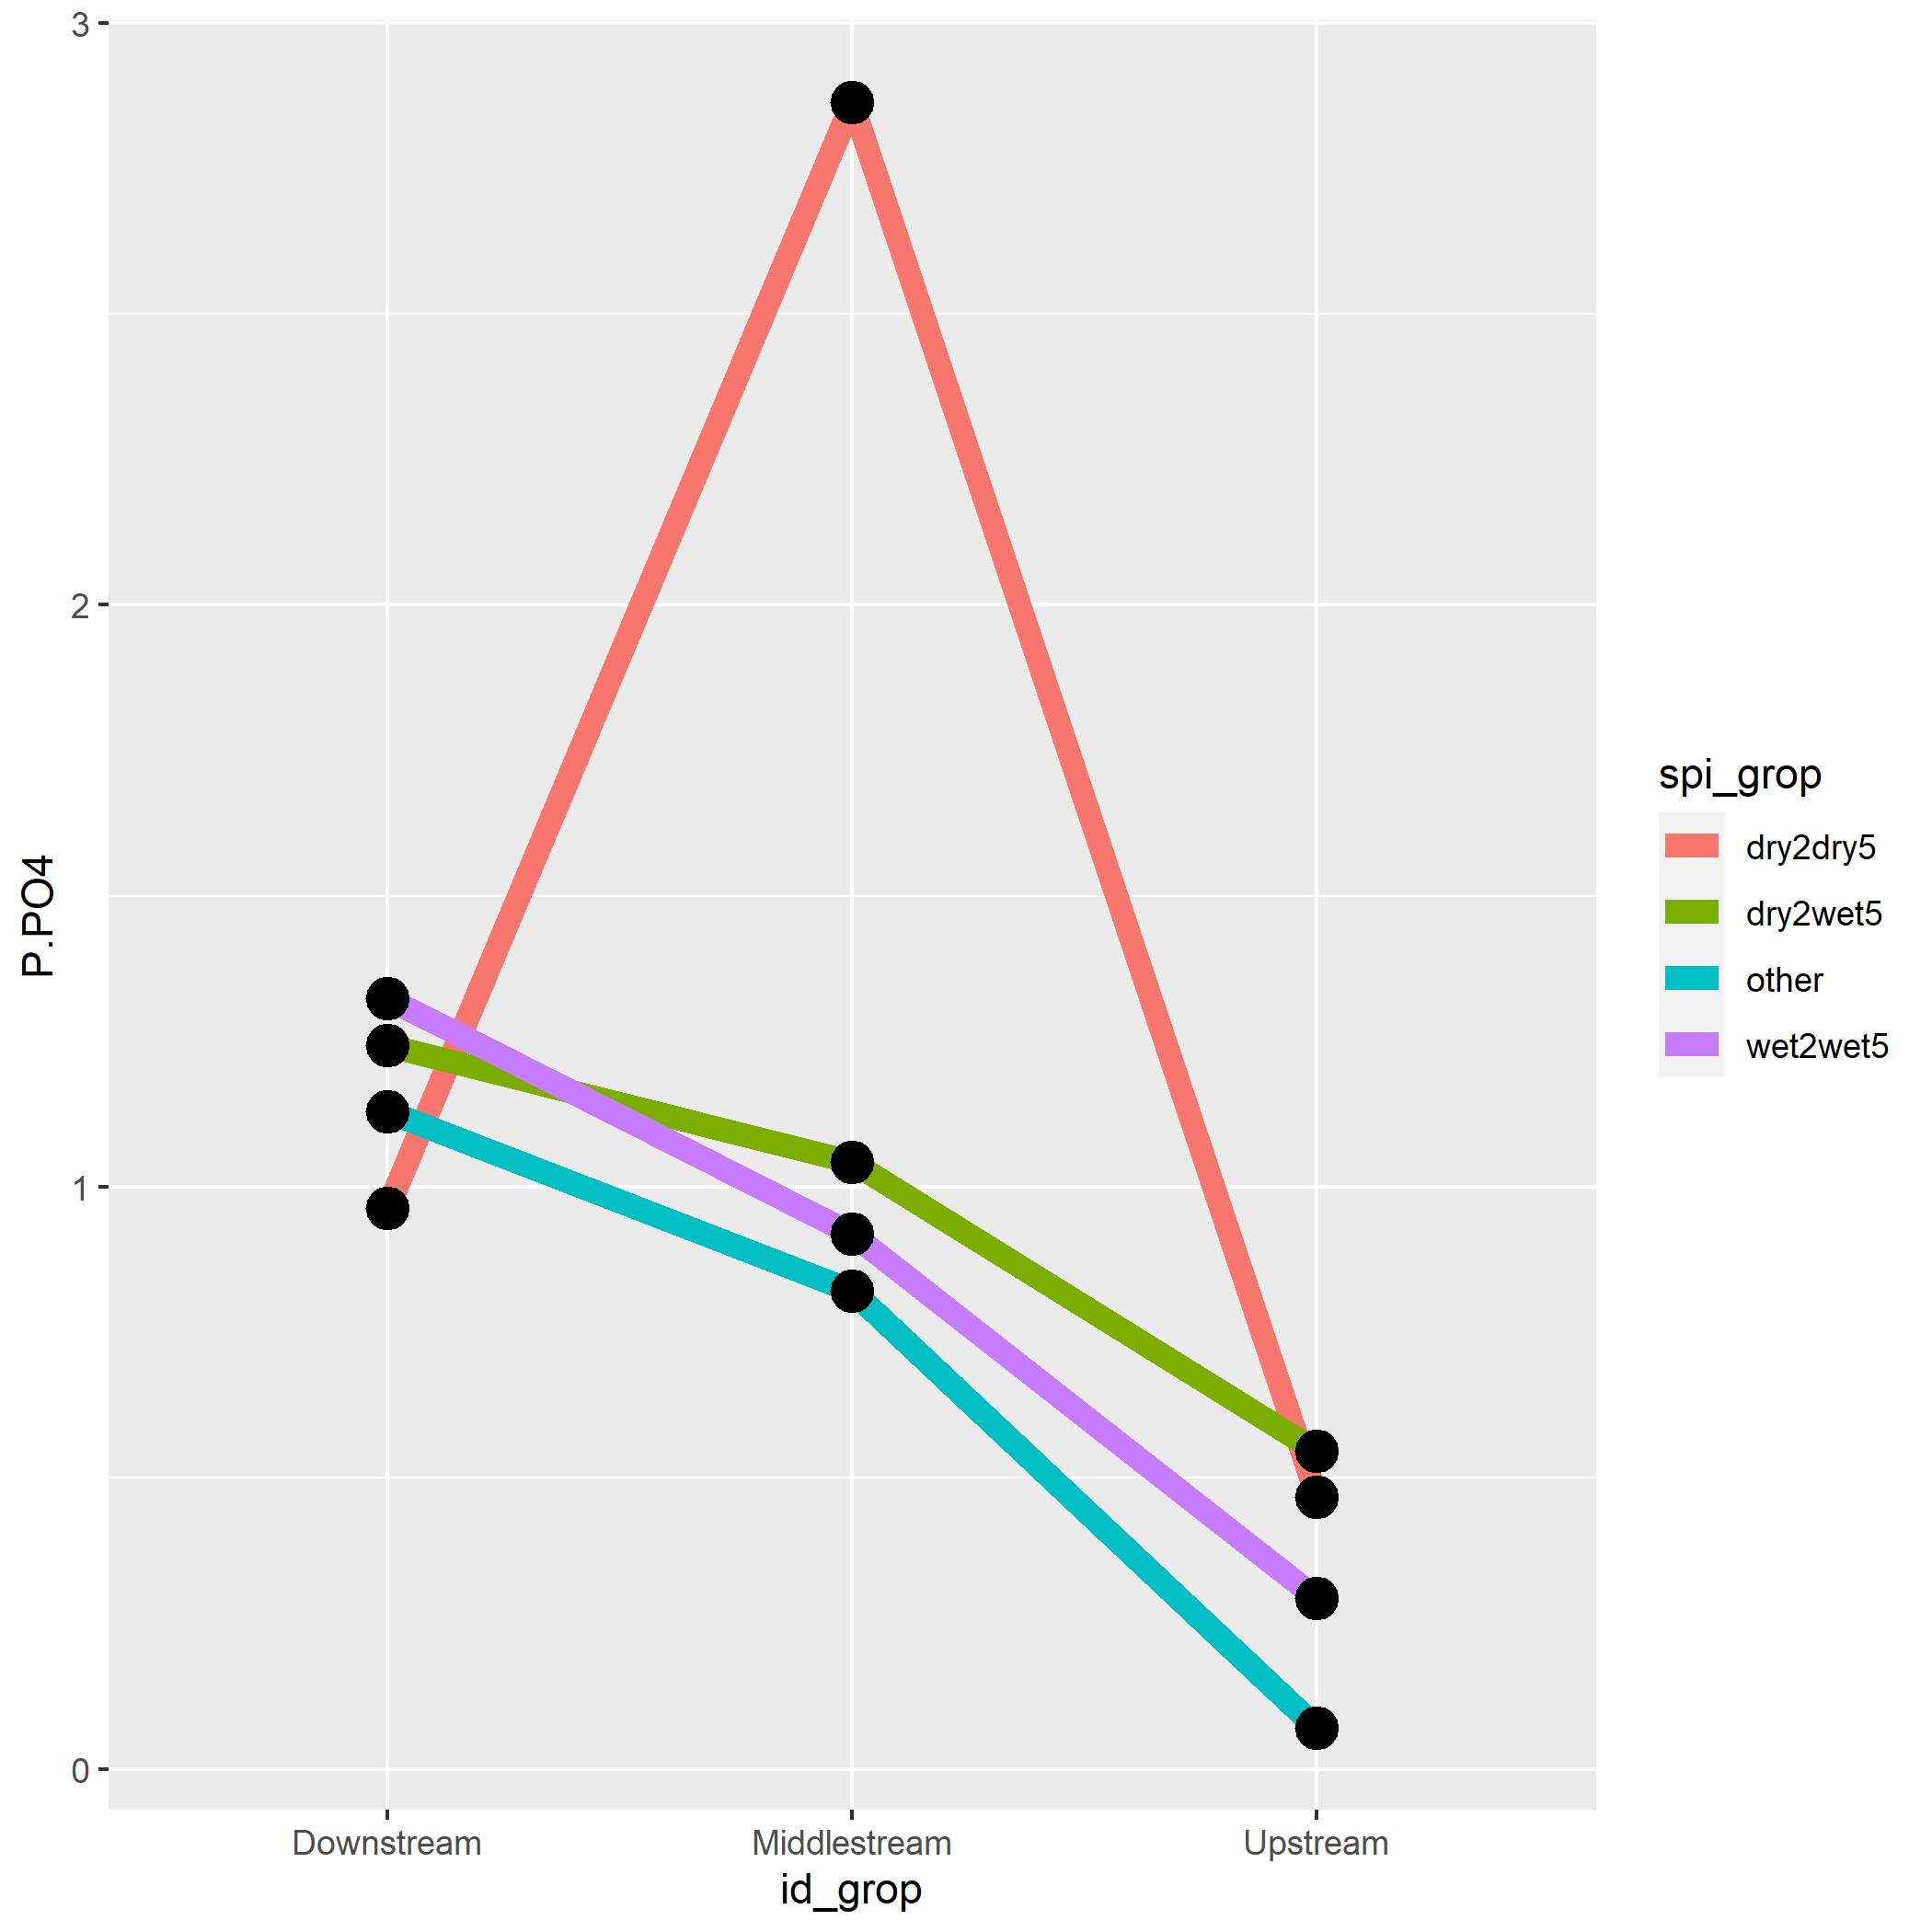 3
2
1
0
P.PO4
Downstream Middlestream Upstream
id_grop
spi_grop
dry2dry5
dry2wet5
other
wet2wet5